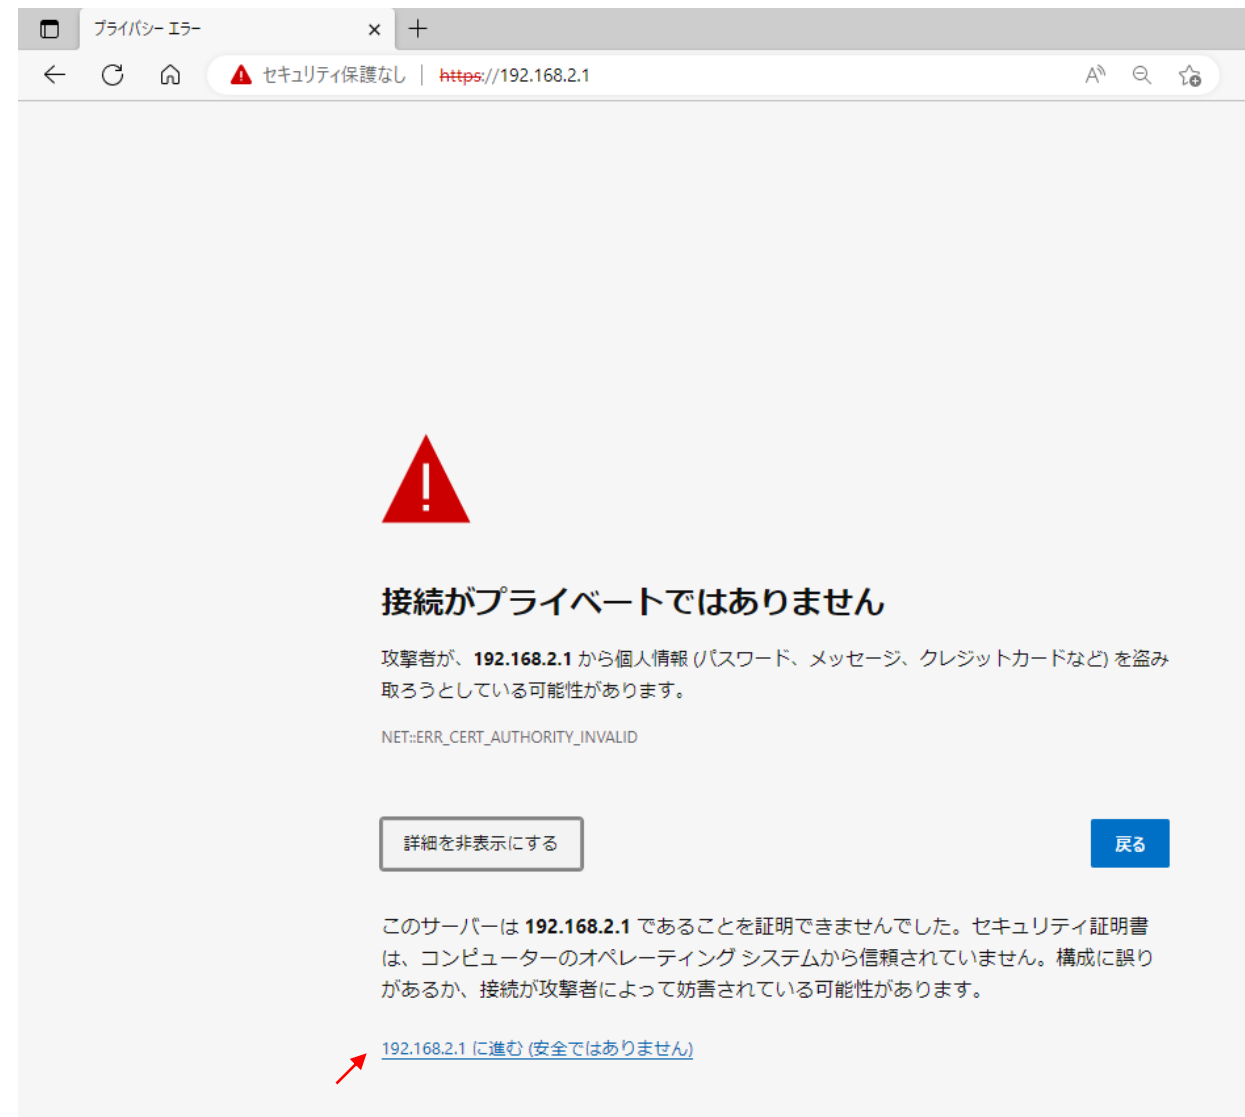 プライバシー エラー
セキュリティ保護なし | https://192.168.2.1
接続がプライベートではありません
攻撃者が、192.168.2.1 から個人情報 (パスワード、メッセージ、クレジットカードなど) を盗み
取ろうとしている可能性があります。
NET::ERR_CERT_AUTHORITY_INVALID
詳細を非表示にする
戻る
このサーバーは 192.168.2.1 であることを証明できませんでした。セキュリティ証明書
は、コンピューターのオペレーティング システムから信頼されていません。構成に誤り
があるか、接続が攻撃者によって妨害されている可能性があります。
192.168.2.1 に進む (安全ではありません)